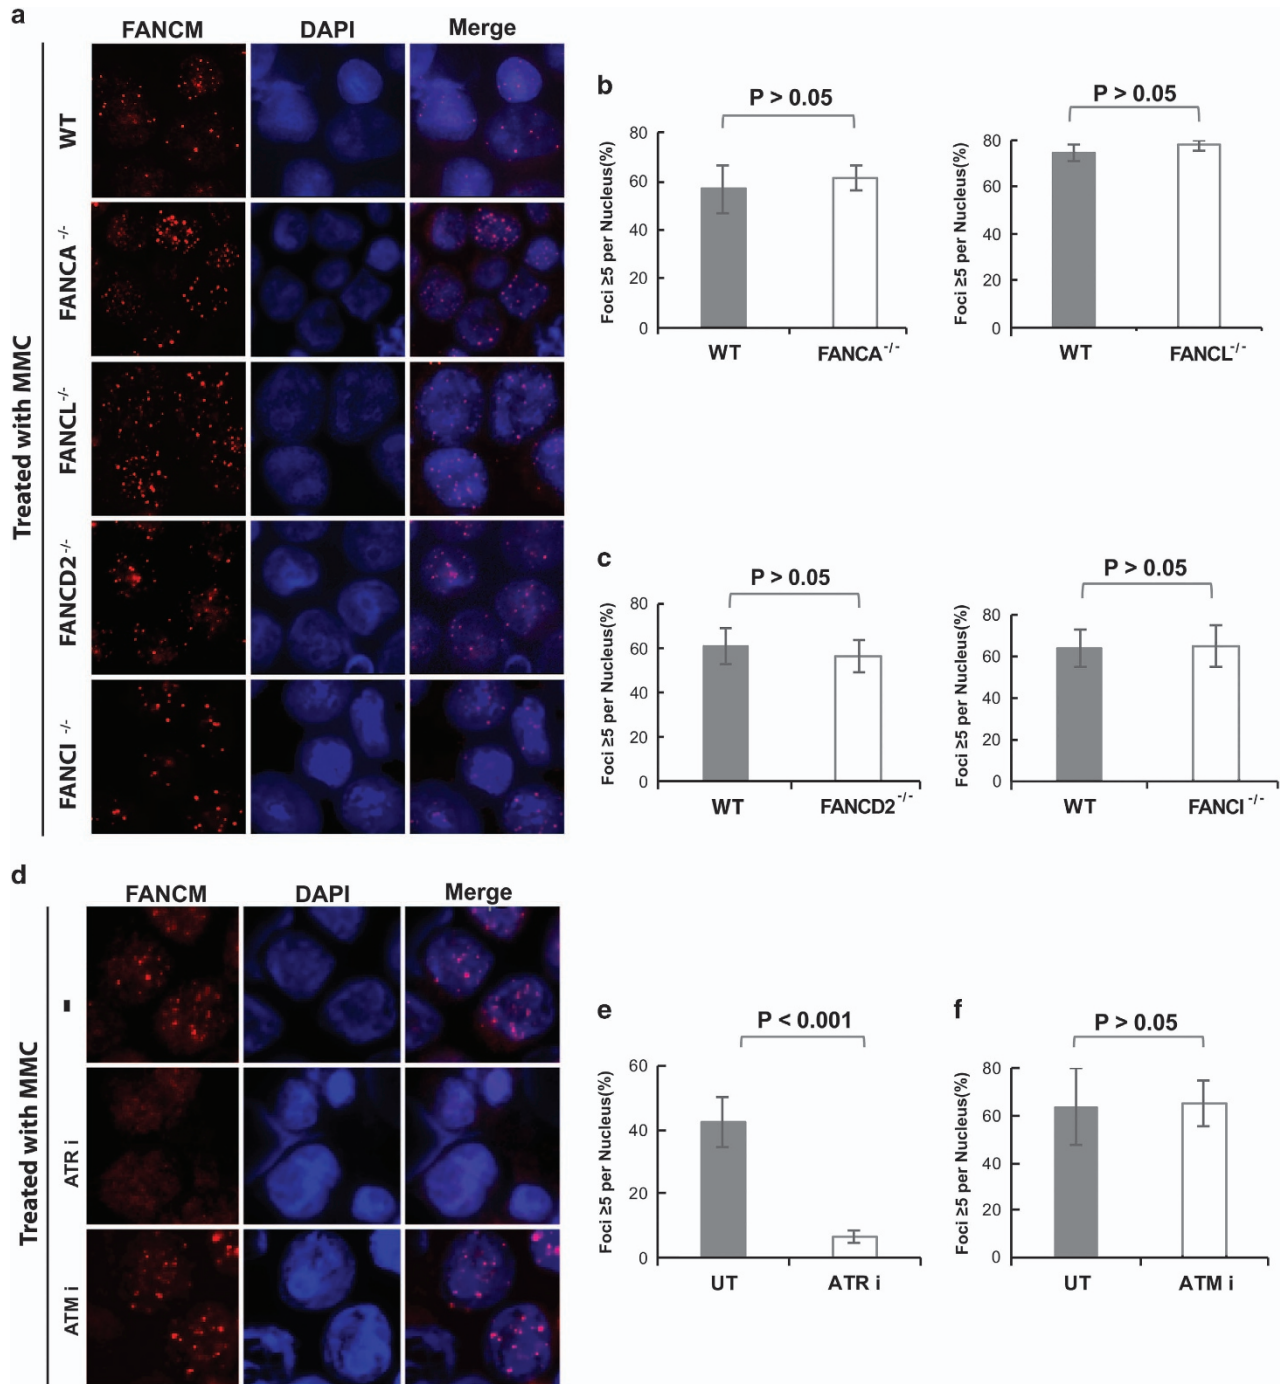 a
FANCM DAPI Merge
Treated with MMC
WT
FANCA -/-
FANCL -/-
FANCD2 -/-
FANCI -/-
b
P > 0.05
Foci ≥5 per Nucleus(%)
80
60
40
20
0
WT FANCA-/-
P > 0.05
Foci ≥5 per Nucleus(%)
80
60
40
20
0
WT FANCL-/-
c
P > 0.05
Foci ≥5 per Nucleus(%)
80
60
40
20
0
WT FANCD2-/-
P > 0.05
Foci ≥5 per Nucleus(%)
80
60
40
20
0
WT FANCI-/-
d
FANCM DAPI Merge
Treated with MMC
-
ATR i
ATM i
e
P < 0.001
Foci ≥5 per Nucleus(%)
60
40
20
0
UT ATR i
f
P > 0.05
Foci ≥5 per Nucleus(%)
80
60
40
20
0
UT ATM i